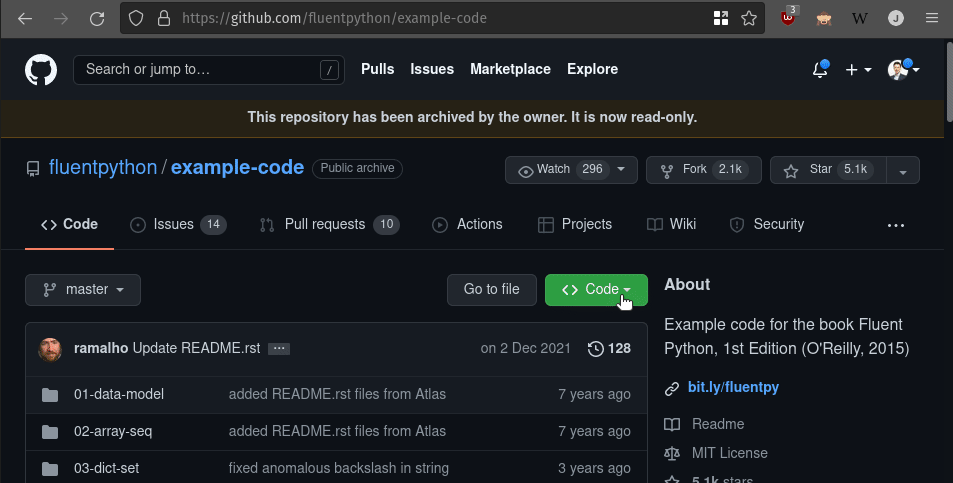 https://github.com/fluentpython/example-code 3 W J
Search or jump to… / Pulls Issues Marketplace Explore
This repository has been archived by the owner. It is now read-only.
fluentpython / example-code Public archive Watch 296 Fork 2.1k Star 5.1k
Code Issues 14 Pull requests 10 Actions Projects Wiki Security ...
master Go to file Code About
Example code for the book Fluent
Python, 1st Edition (O'Reilly, 2015)
ramalho Update README.rst ... on 2 Dec 2021 128
bit.ly/fluentpy
01-data-model added README.rst files from Atlas 7 years ago
Readme
02-array-seq added README.rst files from Atlas 7 years ago
MIT License
03-dict-set fixed anomalous backslash in string 3 years ago
5.1k stars